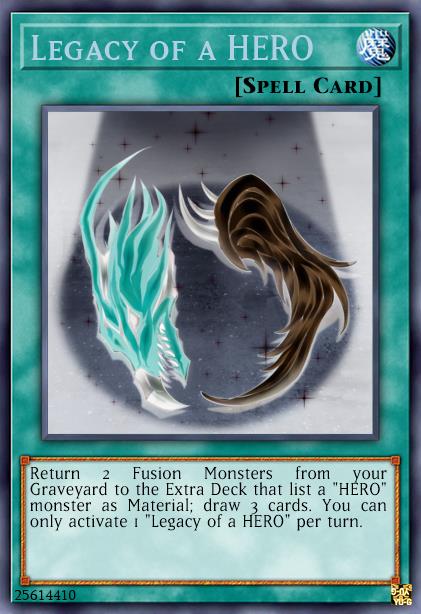 Legacy of a HERO
魔
[Spell Card]
Return 2 Fusion Monsters from your
Graveyard to the Extra Deck that list a "HERO"
monster as Material; draw 3 cards. You can
only activate 1 "Legacy of a HERO" per turn.
25614410